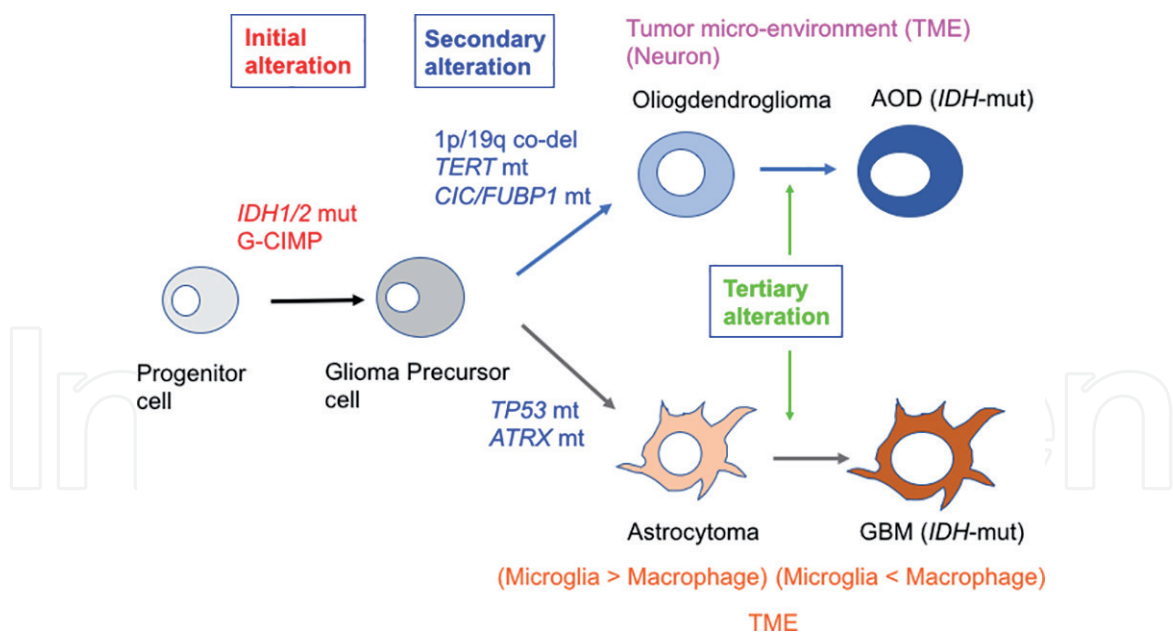 Initial
alteration
Secondary
alteration
Tumor micro-environment (TME)
(Neuron)
Oliogdendroglioma
AOD (IDH-mut)
1p/19q co-del
TERT mt
CIC/FUBP1 mt
IDH1/2 mut
G-CIMP
Tertiary
alteration
Progenitor
cell
Glioma Precursor
cell
TP53 mt
ATRX mt
Astrocytoma
GBM (IDH-mut)
(Microglia > Macrophage) (Microglia < Macrophage)
TME